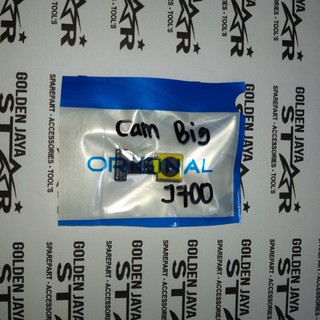 Cam Big
ORIGINAL
J700
GOLDEN JAYA
STAR
SPAREPART - ACCESSORIES - TOOL'S